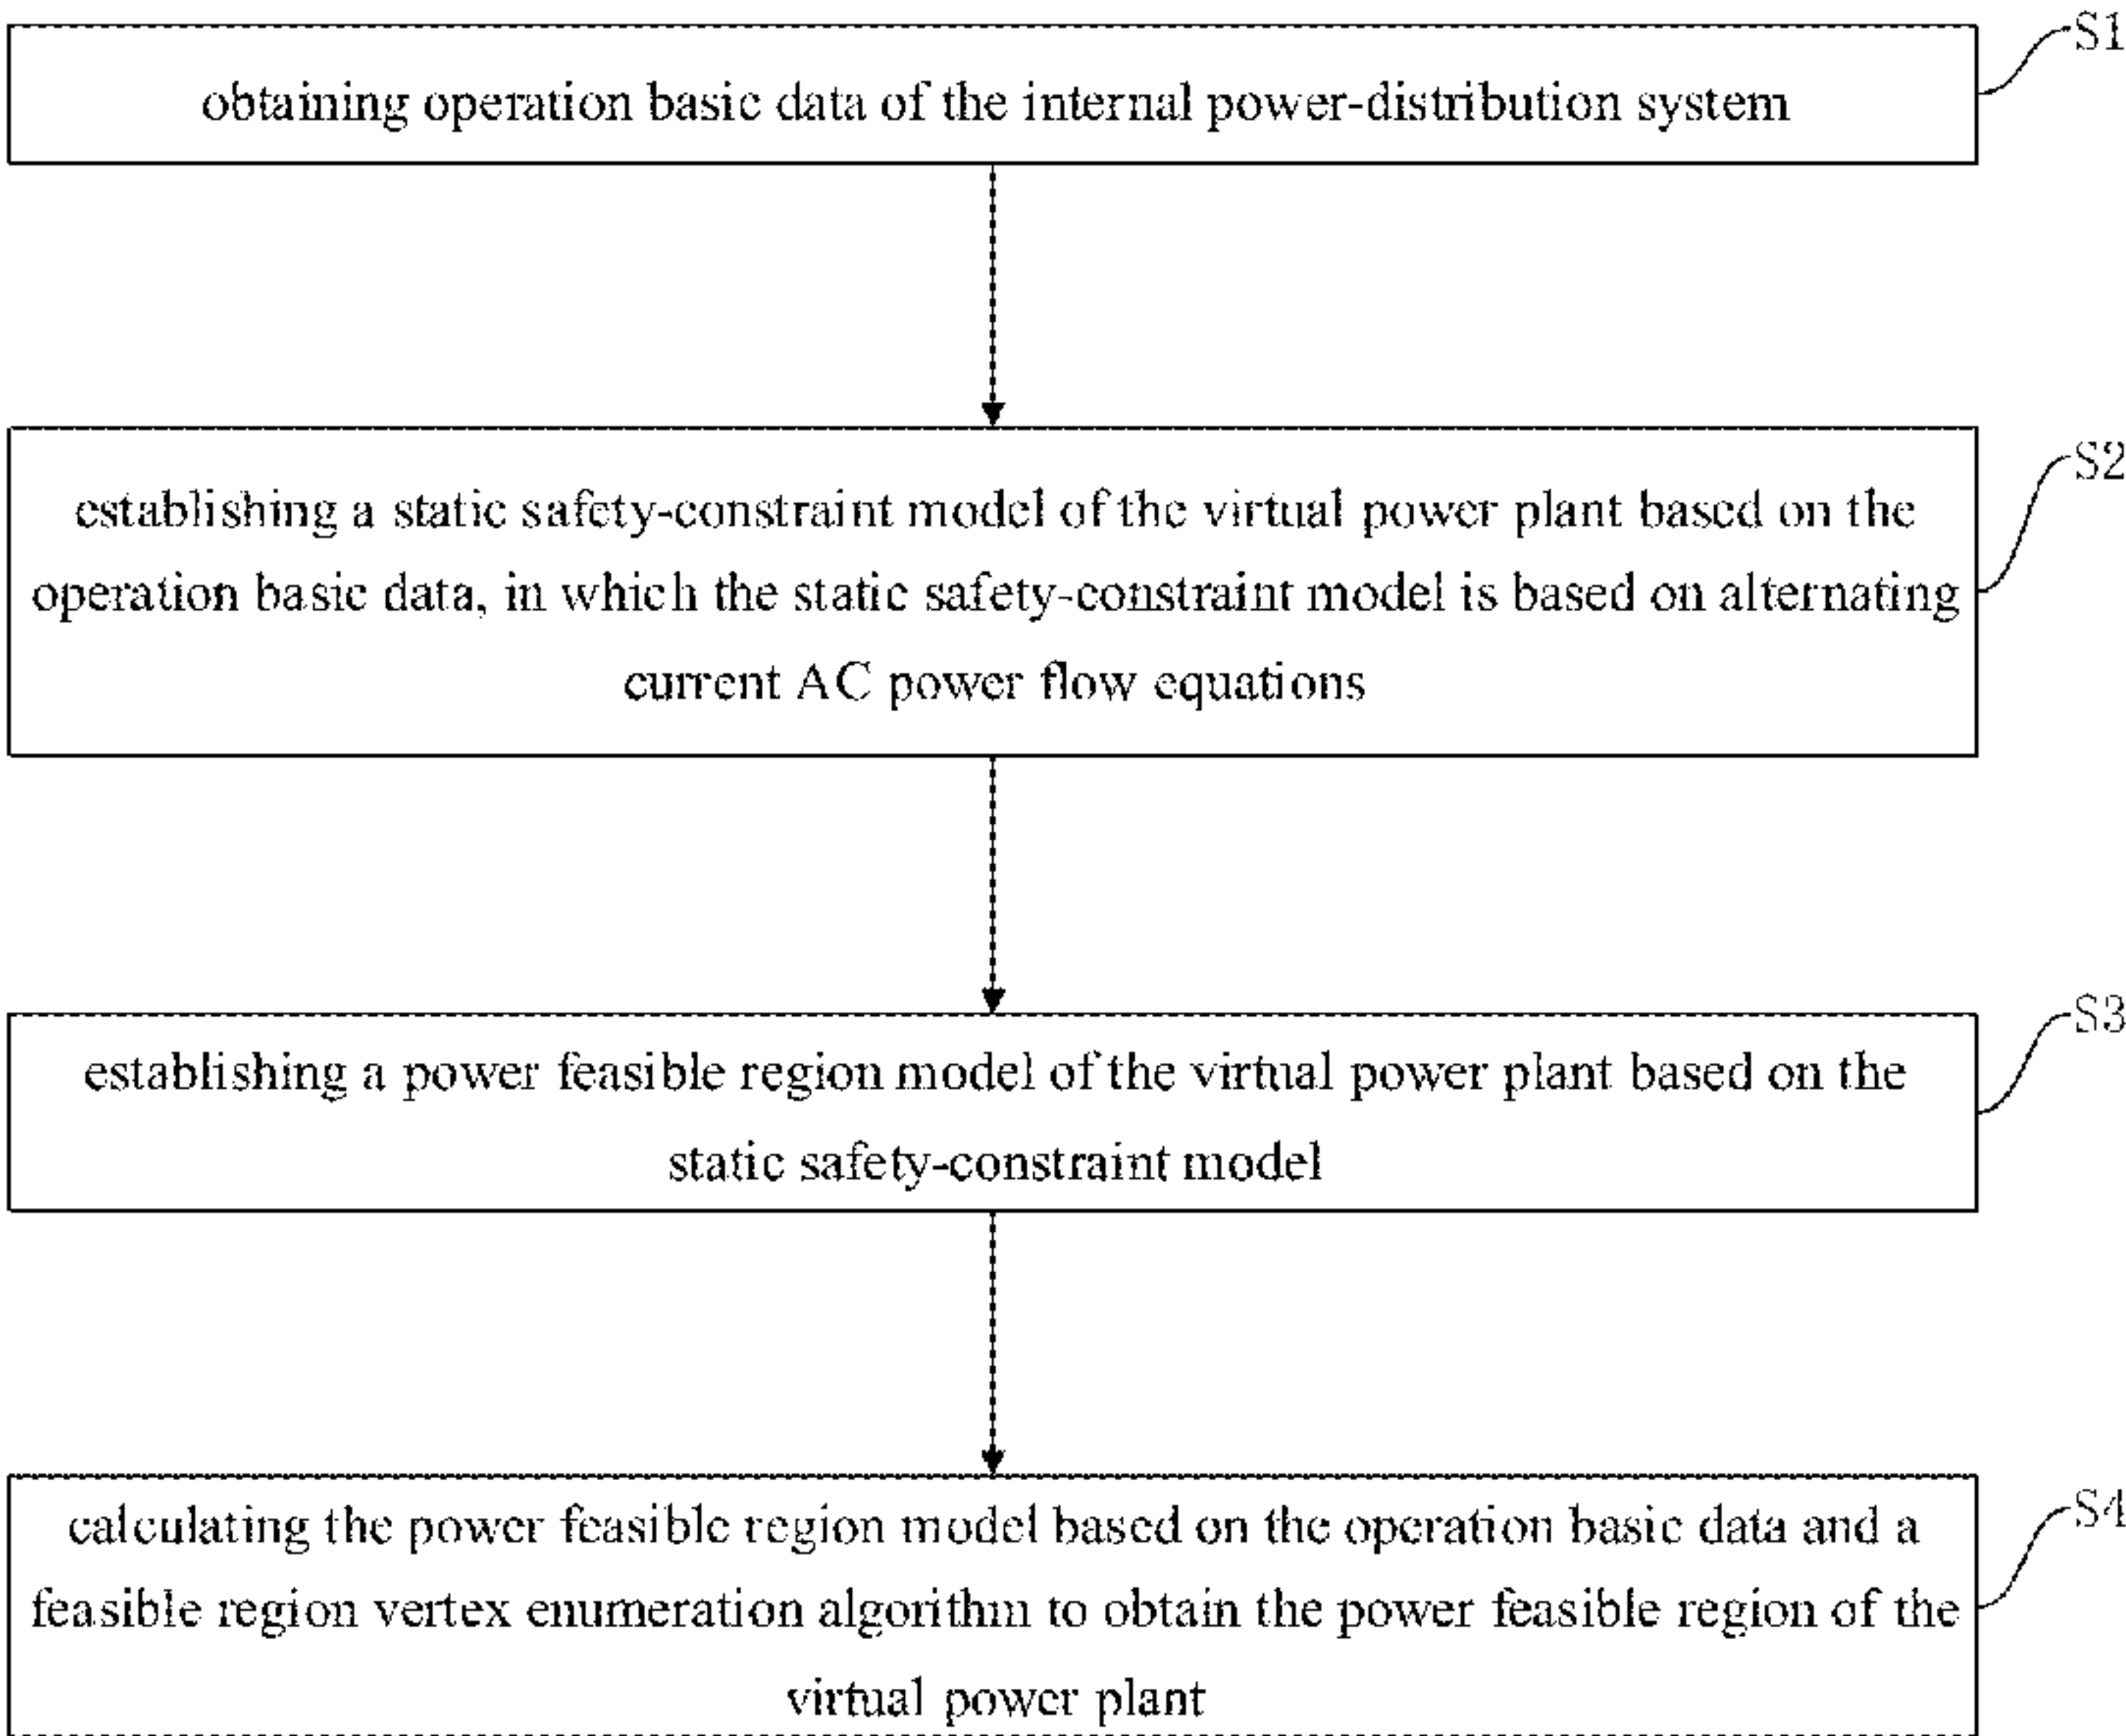 S1
obtaining operation basic data of the internal power-distribution system
S2
establishing a static safety-constraint model of the virtual power plant based on the
operation basic data, in which the static safety-constraint model is based on alternating
current AC power flow equations
S3
establishing a power feasible region model of the virtual power plant based on the
static safety-constraint model
S4
calculating the power feasible region model based on the operation basic data and a
feasible region vertex enumeration algorithm to obtain the power feasible region of the
virtual power plant